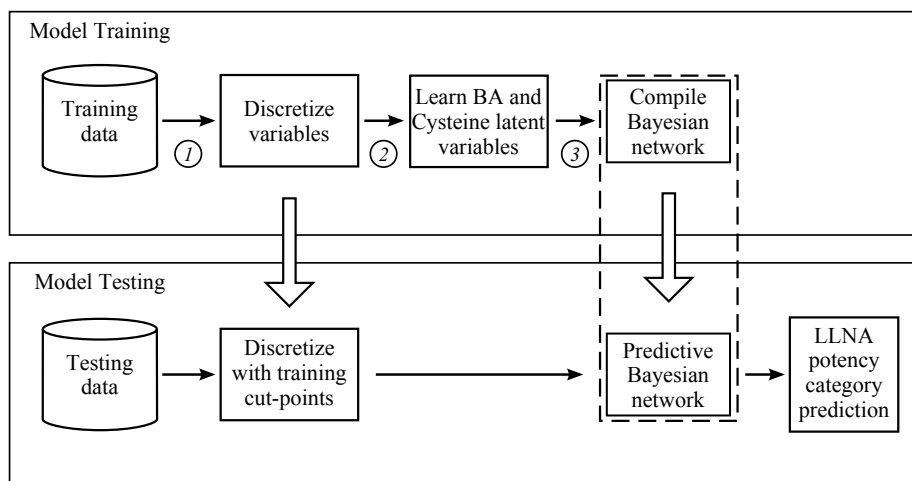 Model Training
Training
data
1
Discretize
variables
2
Learn BA and
Cysteine latent
variables
3
Compile
Bayesian
network
Model Testing
Testing
data
Discretize
with training
cut-points
Predictive
Bayesian
network
LLNA
potency
category
prediction